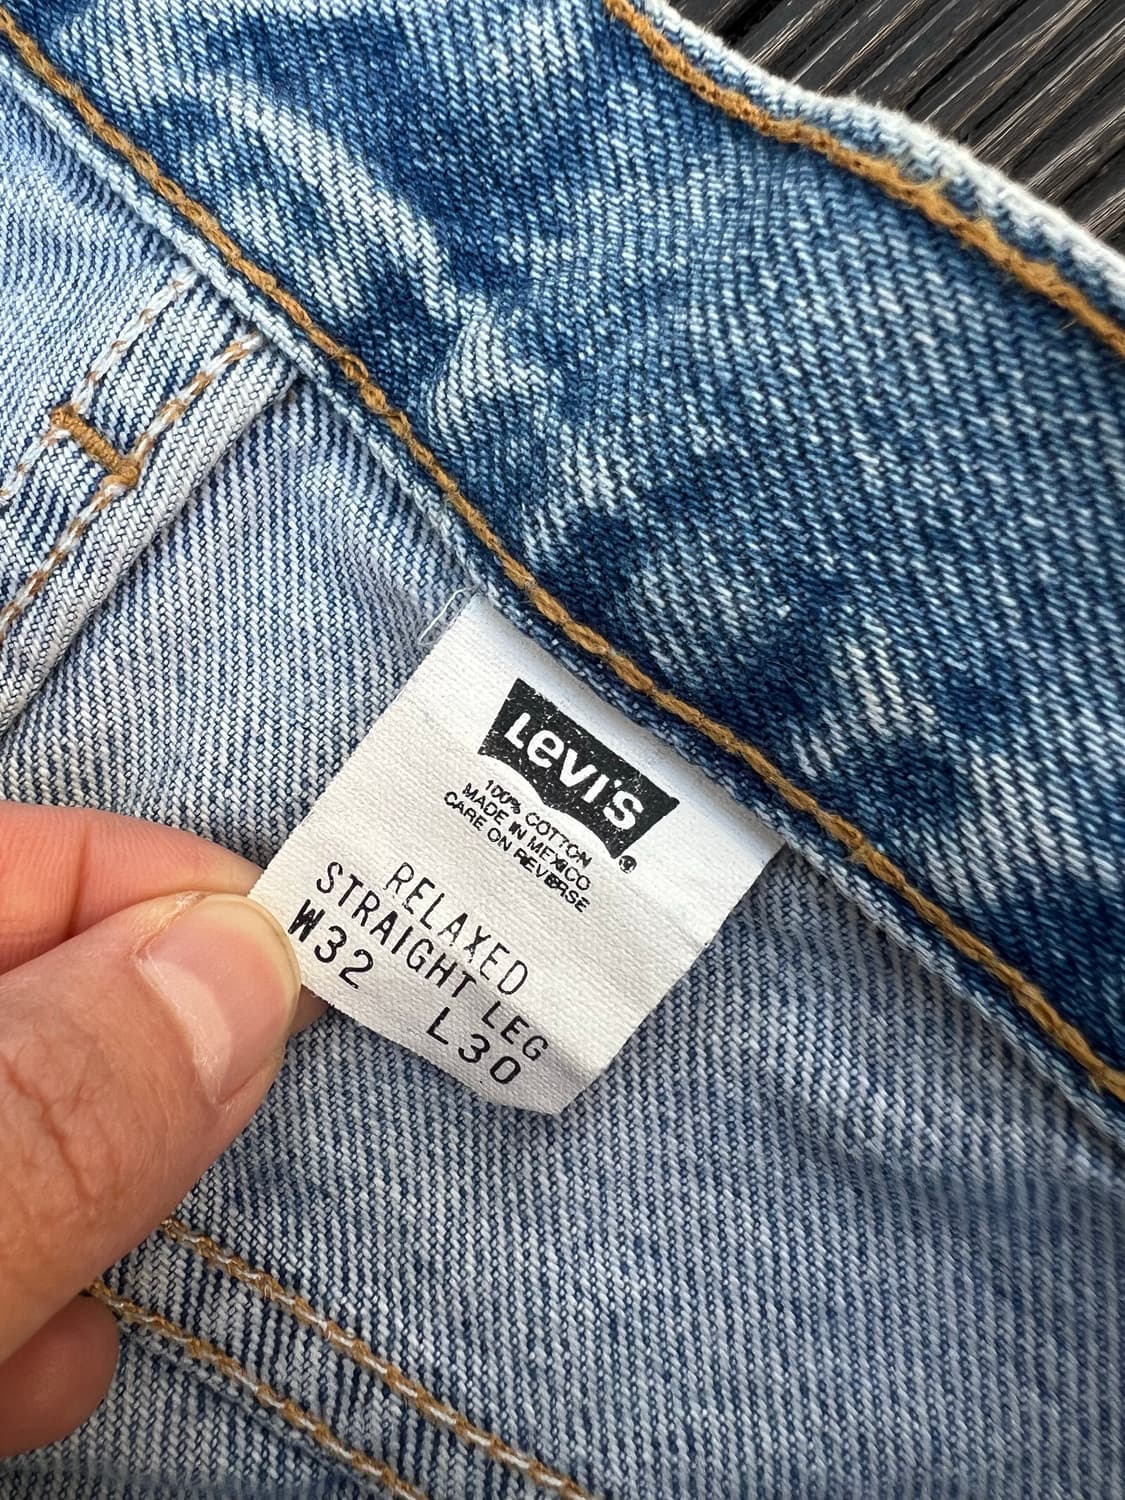 Levi's
100% COTTON
MADE IN MEXICO
CARE ON REVERSE
RELAXED
STRAIGHT LEG
W32 L30